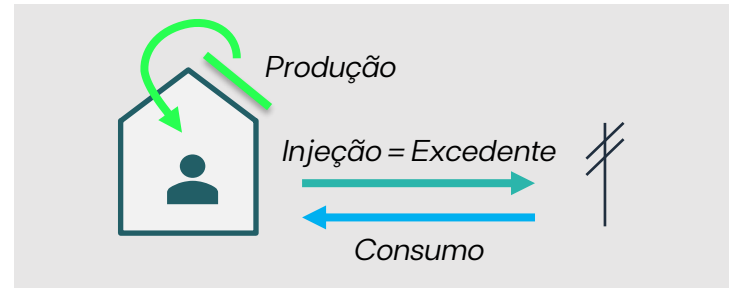 Produção
Injeção = Excedente
Consumo